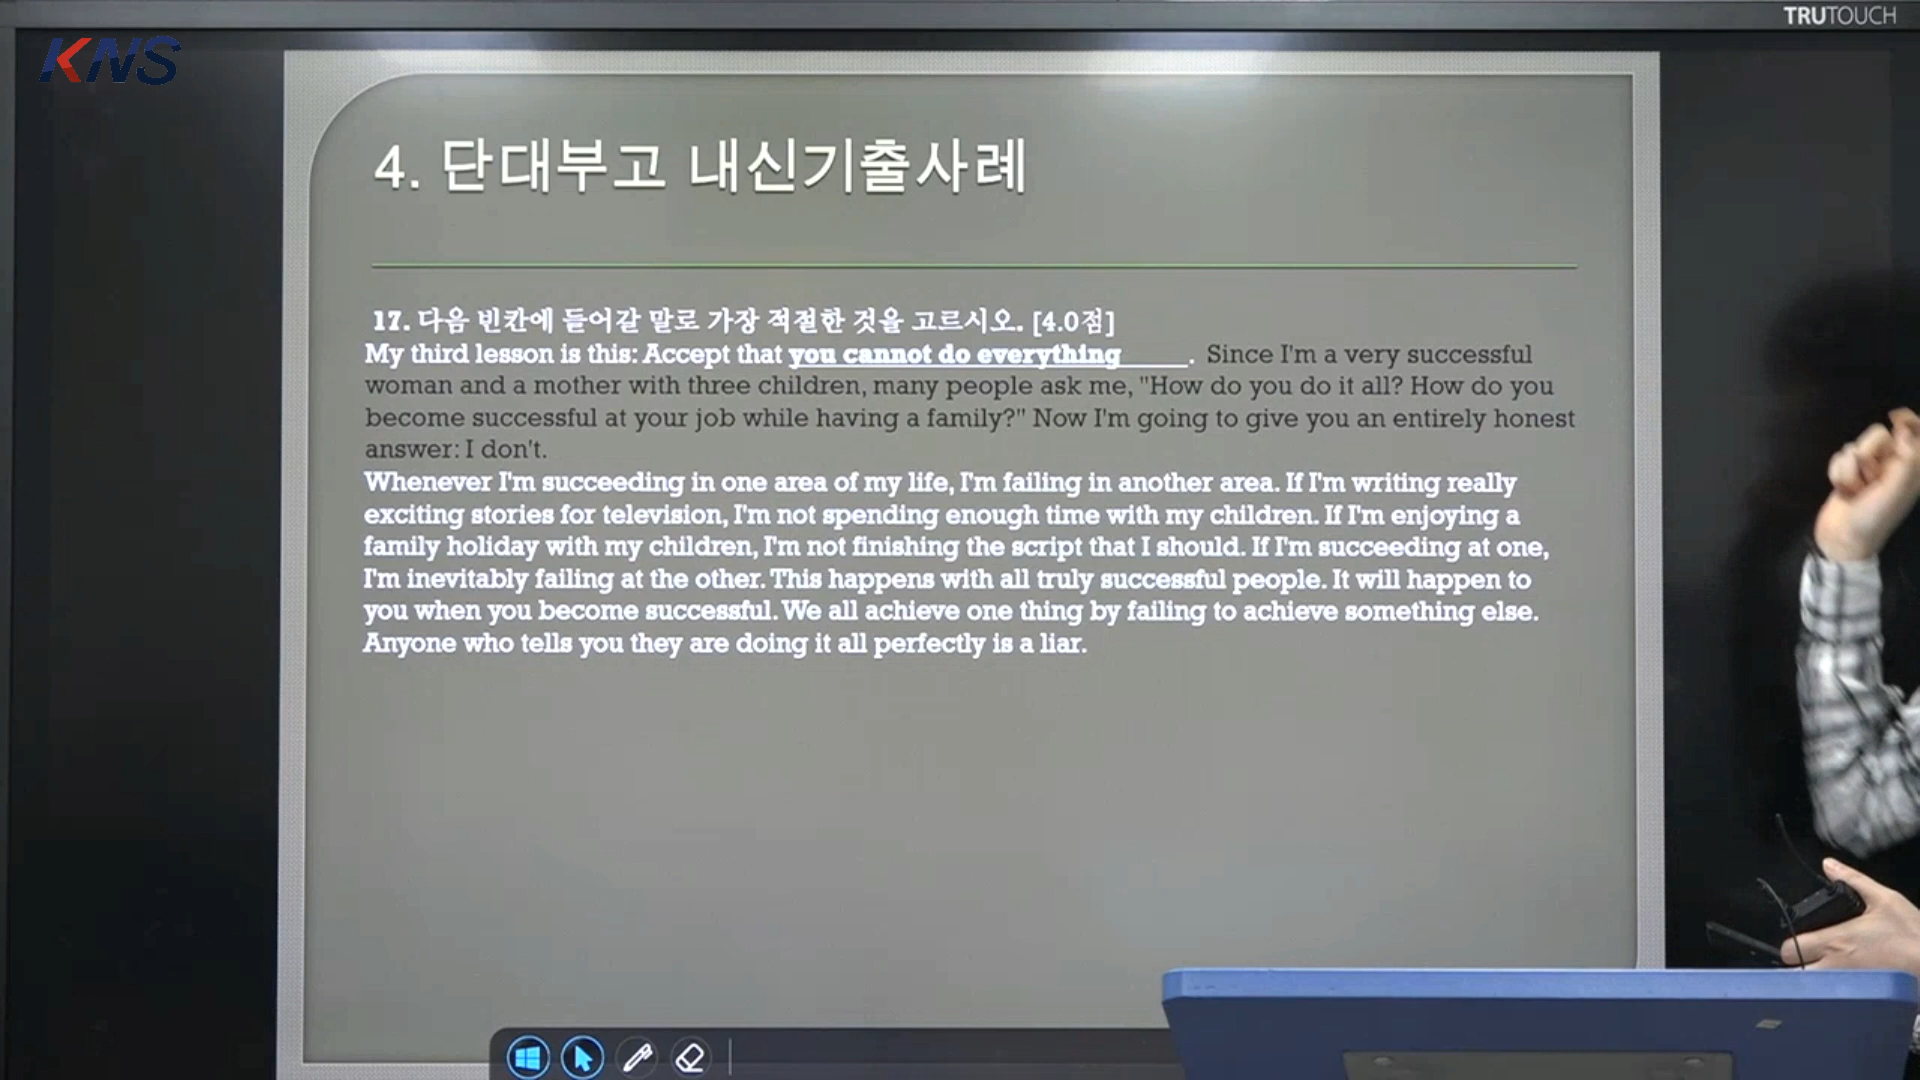 TRUTOUCH
KNS
4. 단대부고 내신기출사례
17. 다음 빈칸에 들어갈 말로 가장 적절한 것을 고르시오. [4.0점]
My third lesson is this: Accept that you cannot do everything______. Since I'm a very successful
woman and a mother with three children, many people ask me, "How do you do it all? How do you
become successful at your job while having a family?" Now I'm going to give you an entirely honest
answer: I don't.
Whenever I'm succeeding in one area of my life, I'm failing in another area. If I'm writing really
exciting stories for television, I'm not spending enough time with my children. If I'm enjoying a
family holiday with my children, I'm not finishing the script that I should. If I'm succeeding at one,
I'm inevitably failing at the other. This happens with all truly successful people. It will happen to
you when you become successful. We all achieve one thing by failing to achieve something else.
Anyone who tells you they are doing it all perfectly is a liar.